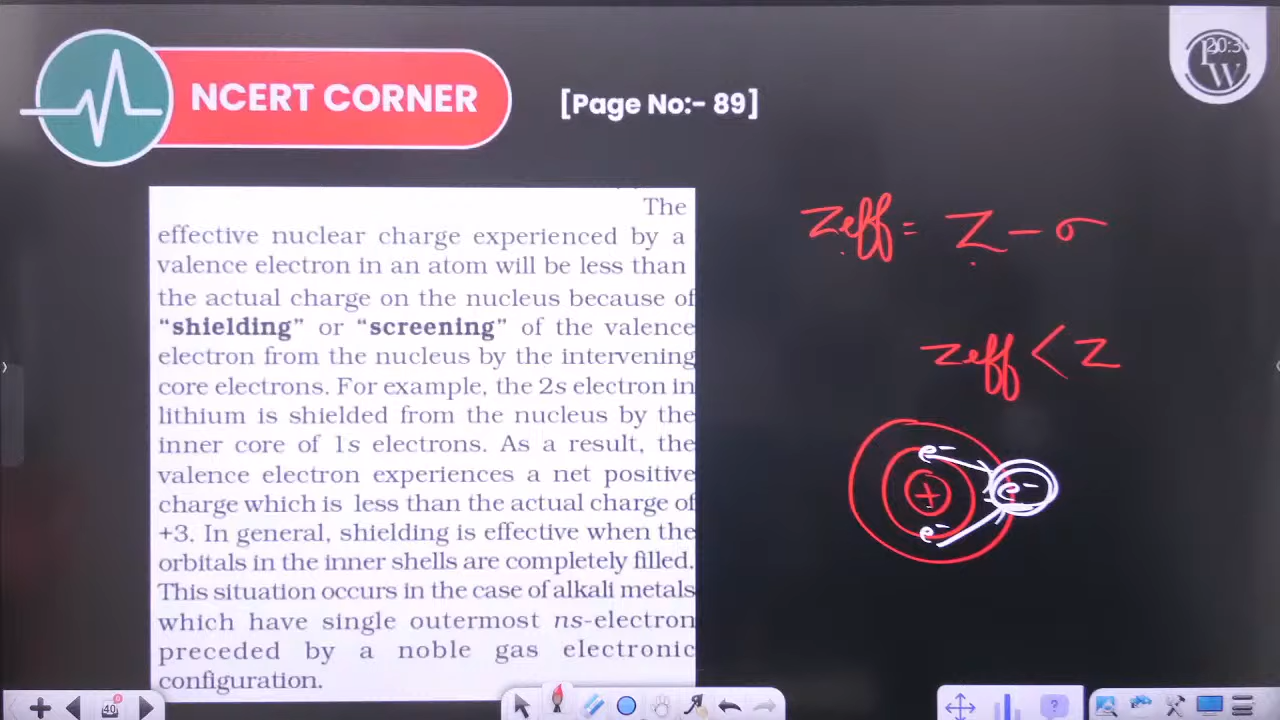 NCERT CORNER
[Page No:- 89]
20:3
PW
The
effective nuclear charge experienced by a
valence electron in an atom will be less than
the actual charge on the nucleus because of
“shielding” or “screening” of the valence
electron from the nucleus by the intervening
core electrons. For example, the 2s electron in
lithium is shielded from the nucleus by the
inner core of 1s electrons. As a result, the
valence electron experiences a net positive
charge which is less than the actual charge of
+3. In general, shielding is effective when the
orbitals in the inner shells are completely filled.
This situation occurs in the case of alkali metals
which have single outermost ns-electron
preceded by a noble gas electronic
configuration.
Zeff = Z – σ
Zeff < Z
e–
+
e–
e–
40